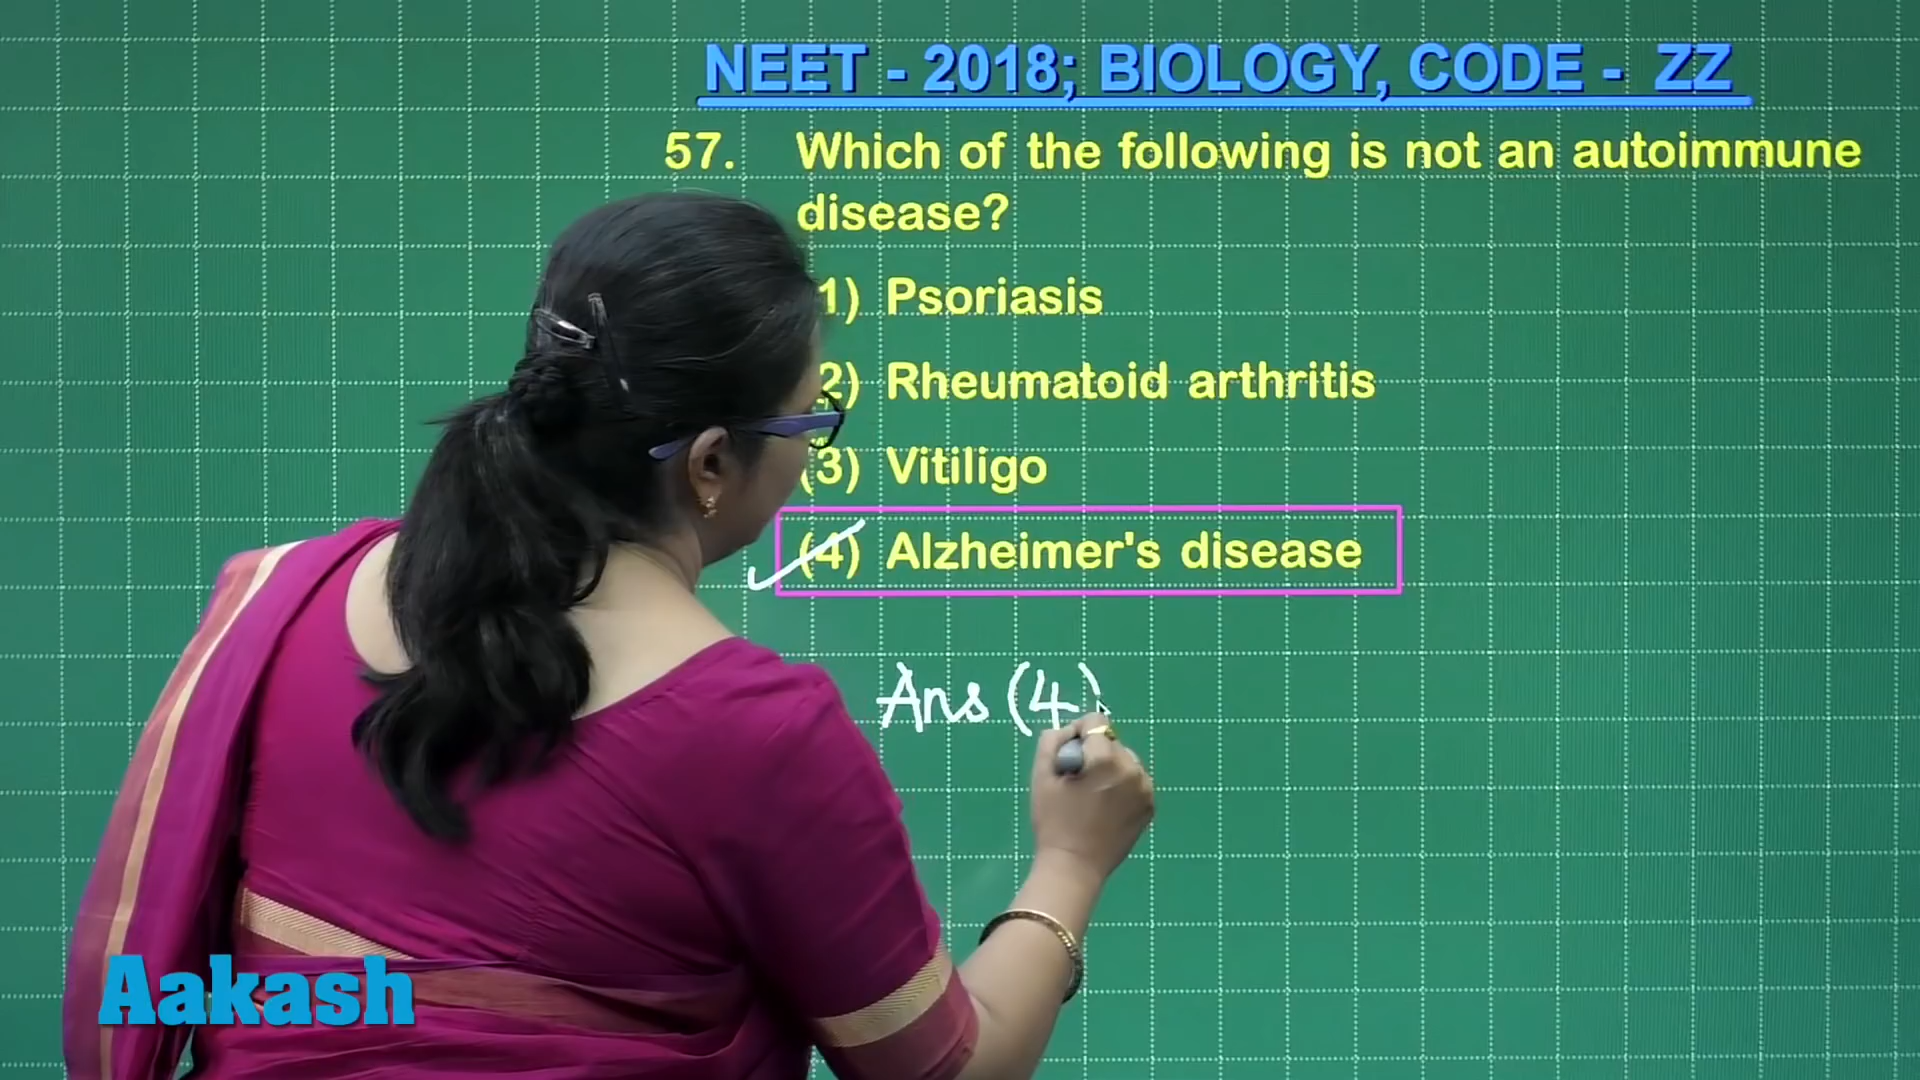 NEET - 2018; BIOLOGY, CODE - ZZ
57. Which of the following is not an autoimmune
disease?
1) Psoriasis
2) Rheumatoid arthritis
(3) Vitiligo
(4) Alzheimer's disease
Ans (4)
Aakash